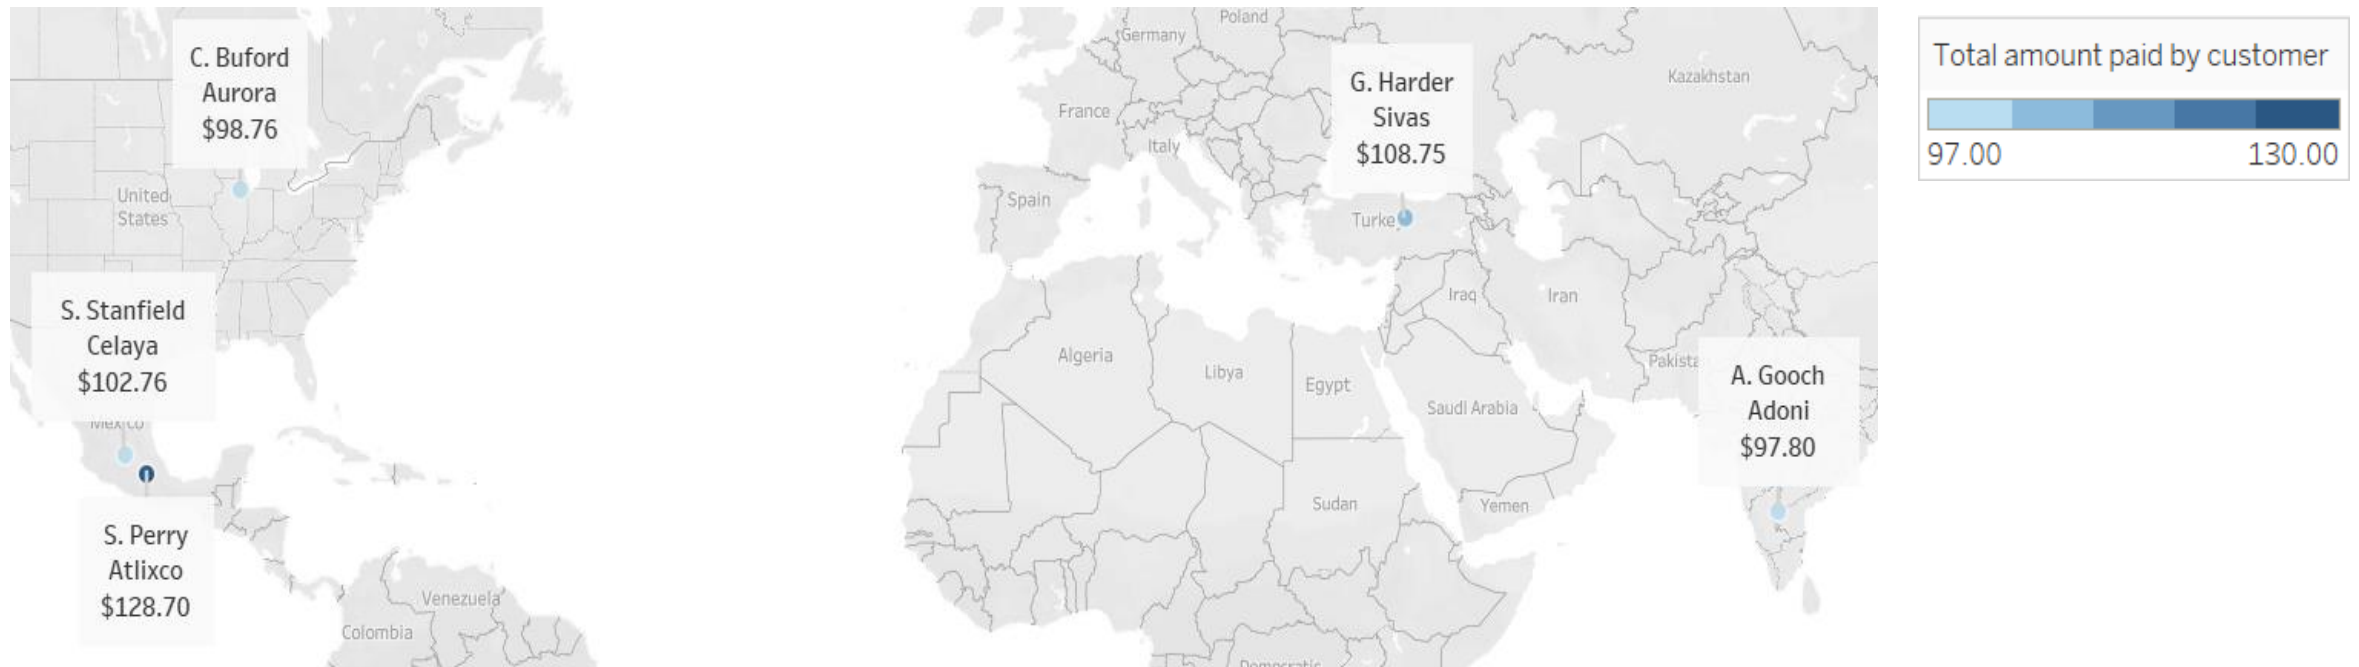 C. Buford
Aurora
$98.76
United
States
S. Stanfield
Celaya
$102.76
Mexico
S. Perry
Atlixco
$128.70
Venezuela
Colombia
Poland
Germany
France
Italy
Spain
G. Harder
Sivas
$108.75
Turke
Kazakhstan
Iraq
Iran
Algeria
Libya
Egypt
Saudi Arabia
Pakista
A. Gooch
Adoni
$97.80
Sudan
Yemen
Democratic
Total amount paid by customer
97.00 130.00